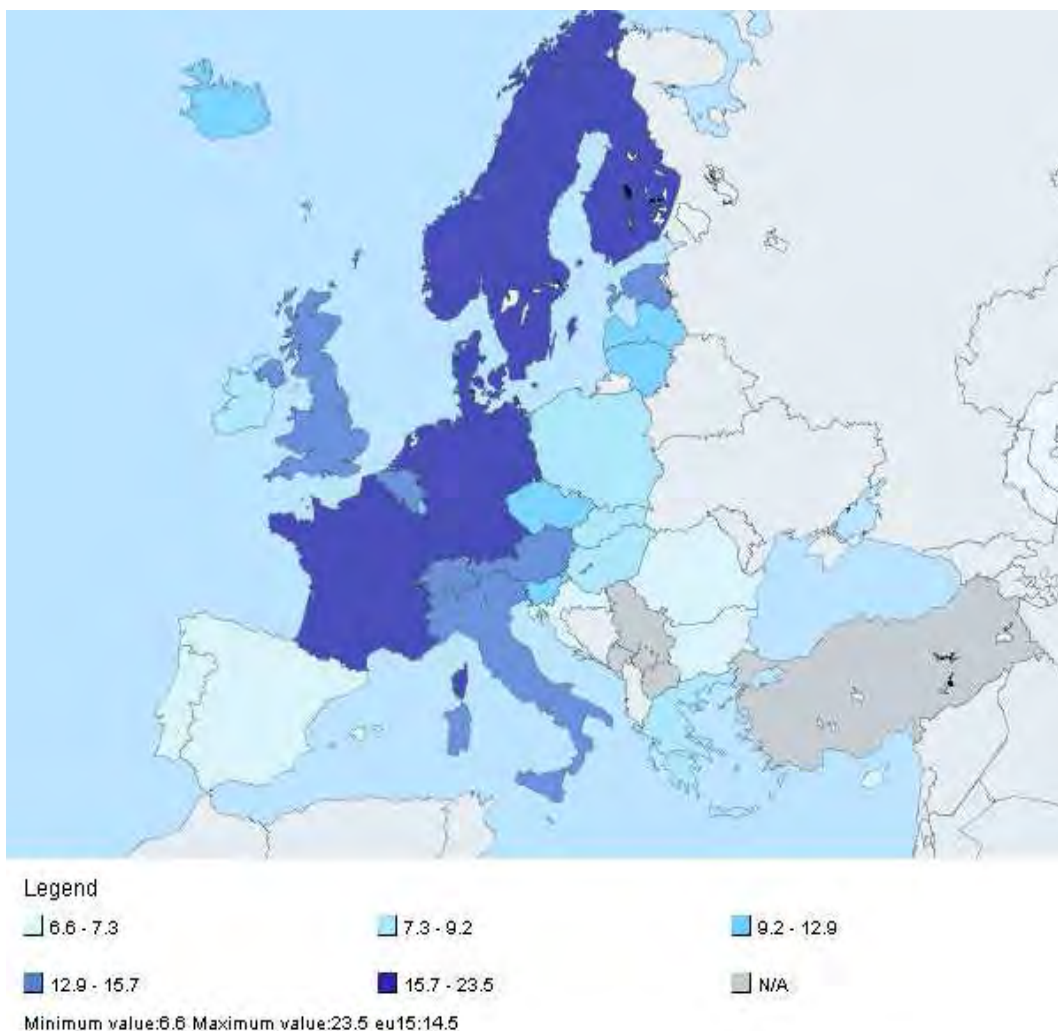 Legend
6.6 - 7.3 7.3 - 9.2 9.2 - 12.9
12.9 - 15.7 15.7 - 23.5 N/A
Minimum value:6.6 Maximum value:23.5 eu15:14.5